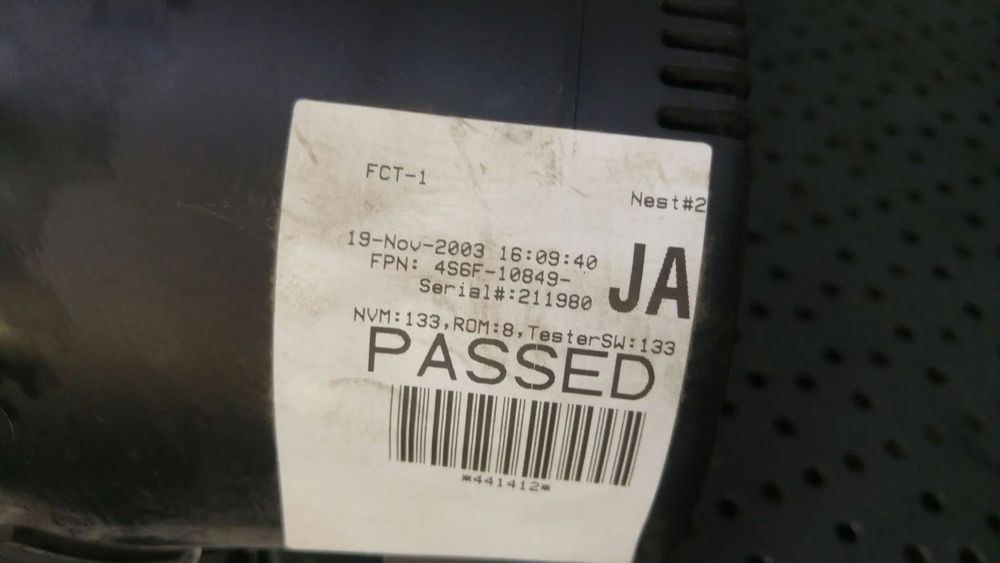 FCT-1
Nest#2
19-Nov-2003 16:09:40
FPN: 4S6F-10849-
Serial#:211980
JA
NVM:133,ROM:8,TesterSW:133
PASSED
*441412*